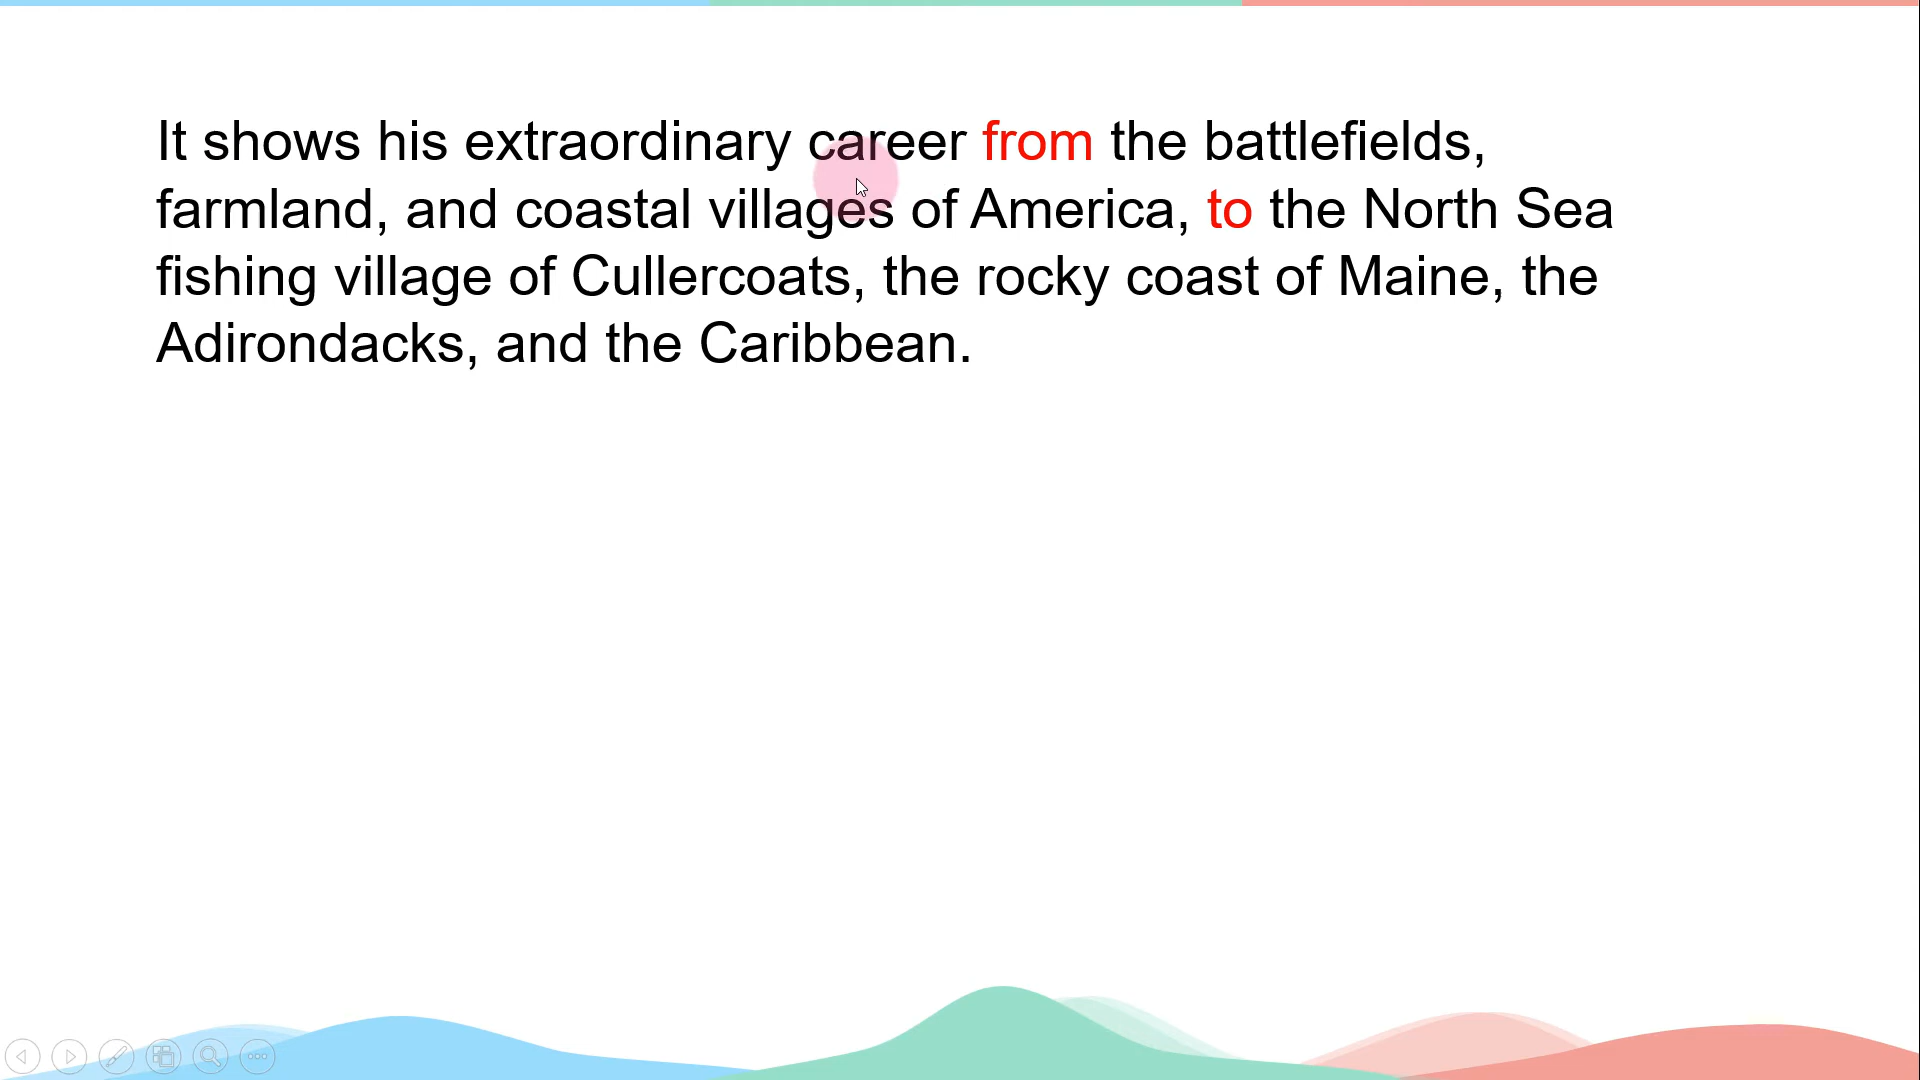 It shows his extraordinary career from the battlefields,
farmland, and coastal villages of America, to the North Sea
fishing village of Cullercoats, the rocky coast of Maine, the
Adirondacks, and the Caribbean.